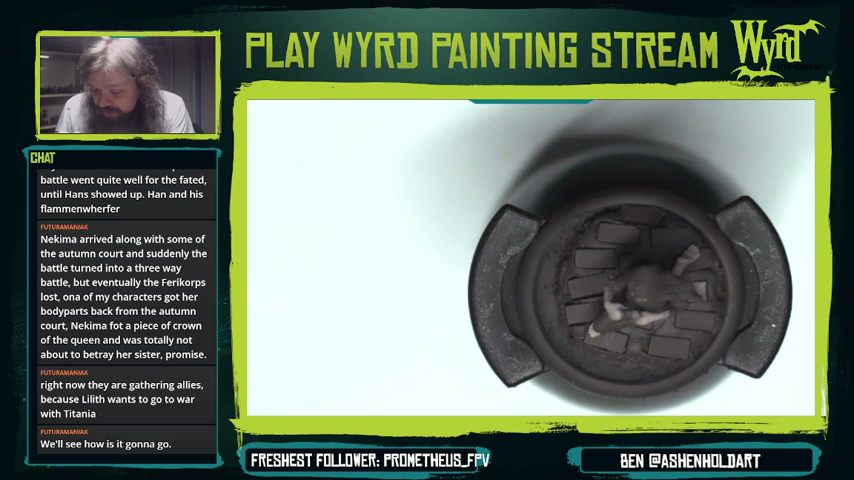 PLAY WYRD PAINTING STREAM
Wyrd
CHAT
battle went quite well for the fated,
until Hans showed up. Han and his
flammenwherfer
FUTURAMANIAK
Nekima arrived along with some of
the autumn court and suddenly the
battle turned into a three way
battle, but eventually the Ferikorps
lost, ona of my characters got her
bodyparts back from the autumn
court, Nekima fot a piece of crown
of the queen and was totally not
about to betray her sister, promise.
FUTURAMANIAK
right now they are gathering allies,
because Lilith wants to go to war
with Titania
FUTURAMANIAK
We'll see how is it gonna go.
FRESHEST FOLLOWER: PROMETHEUS_FPV
BEN @ASHENHOLDART